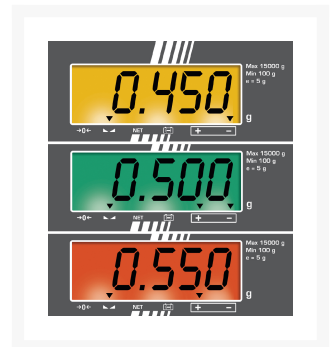 Max 15000 g
Min 100 g
e = 5 g
0.450
g
→0← NET + −
Max 15000 g
Min 100 g
e = 5 g
0.500
g
→0← NET + −
Max 15000 g
Min 100 g
e = 5 g
0.550
g
→0← NET + −